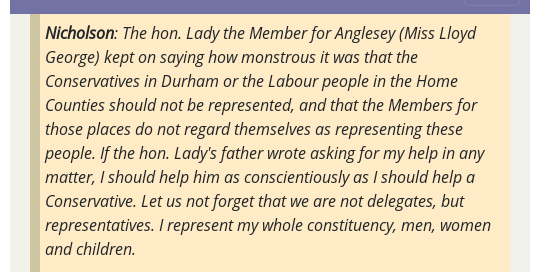 Nicholson: The hon. Lady the Member for Anglesey (Miss Lloyd
George) kept on saying how monstrous it was that the
Conservatives in Durham or the Labour people in the Home
Counties should not be represented, and that the Members for
those places do not regard themselves as representing these
people. If the hon. Lady's father wrote asking for my help in any
matter, I should help him as conscientiously as I should help a
Conservative. Let us not forget that we are not delegates, but
representatives. I represent my whole constituency, men, women
and children.